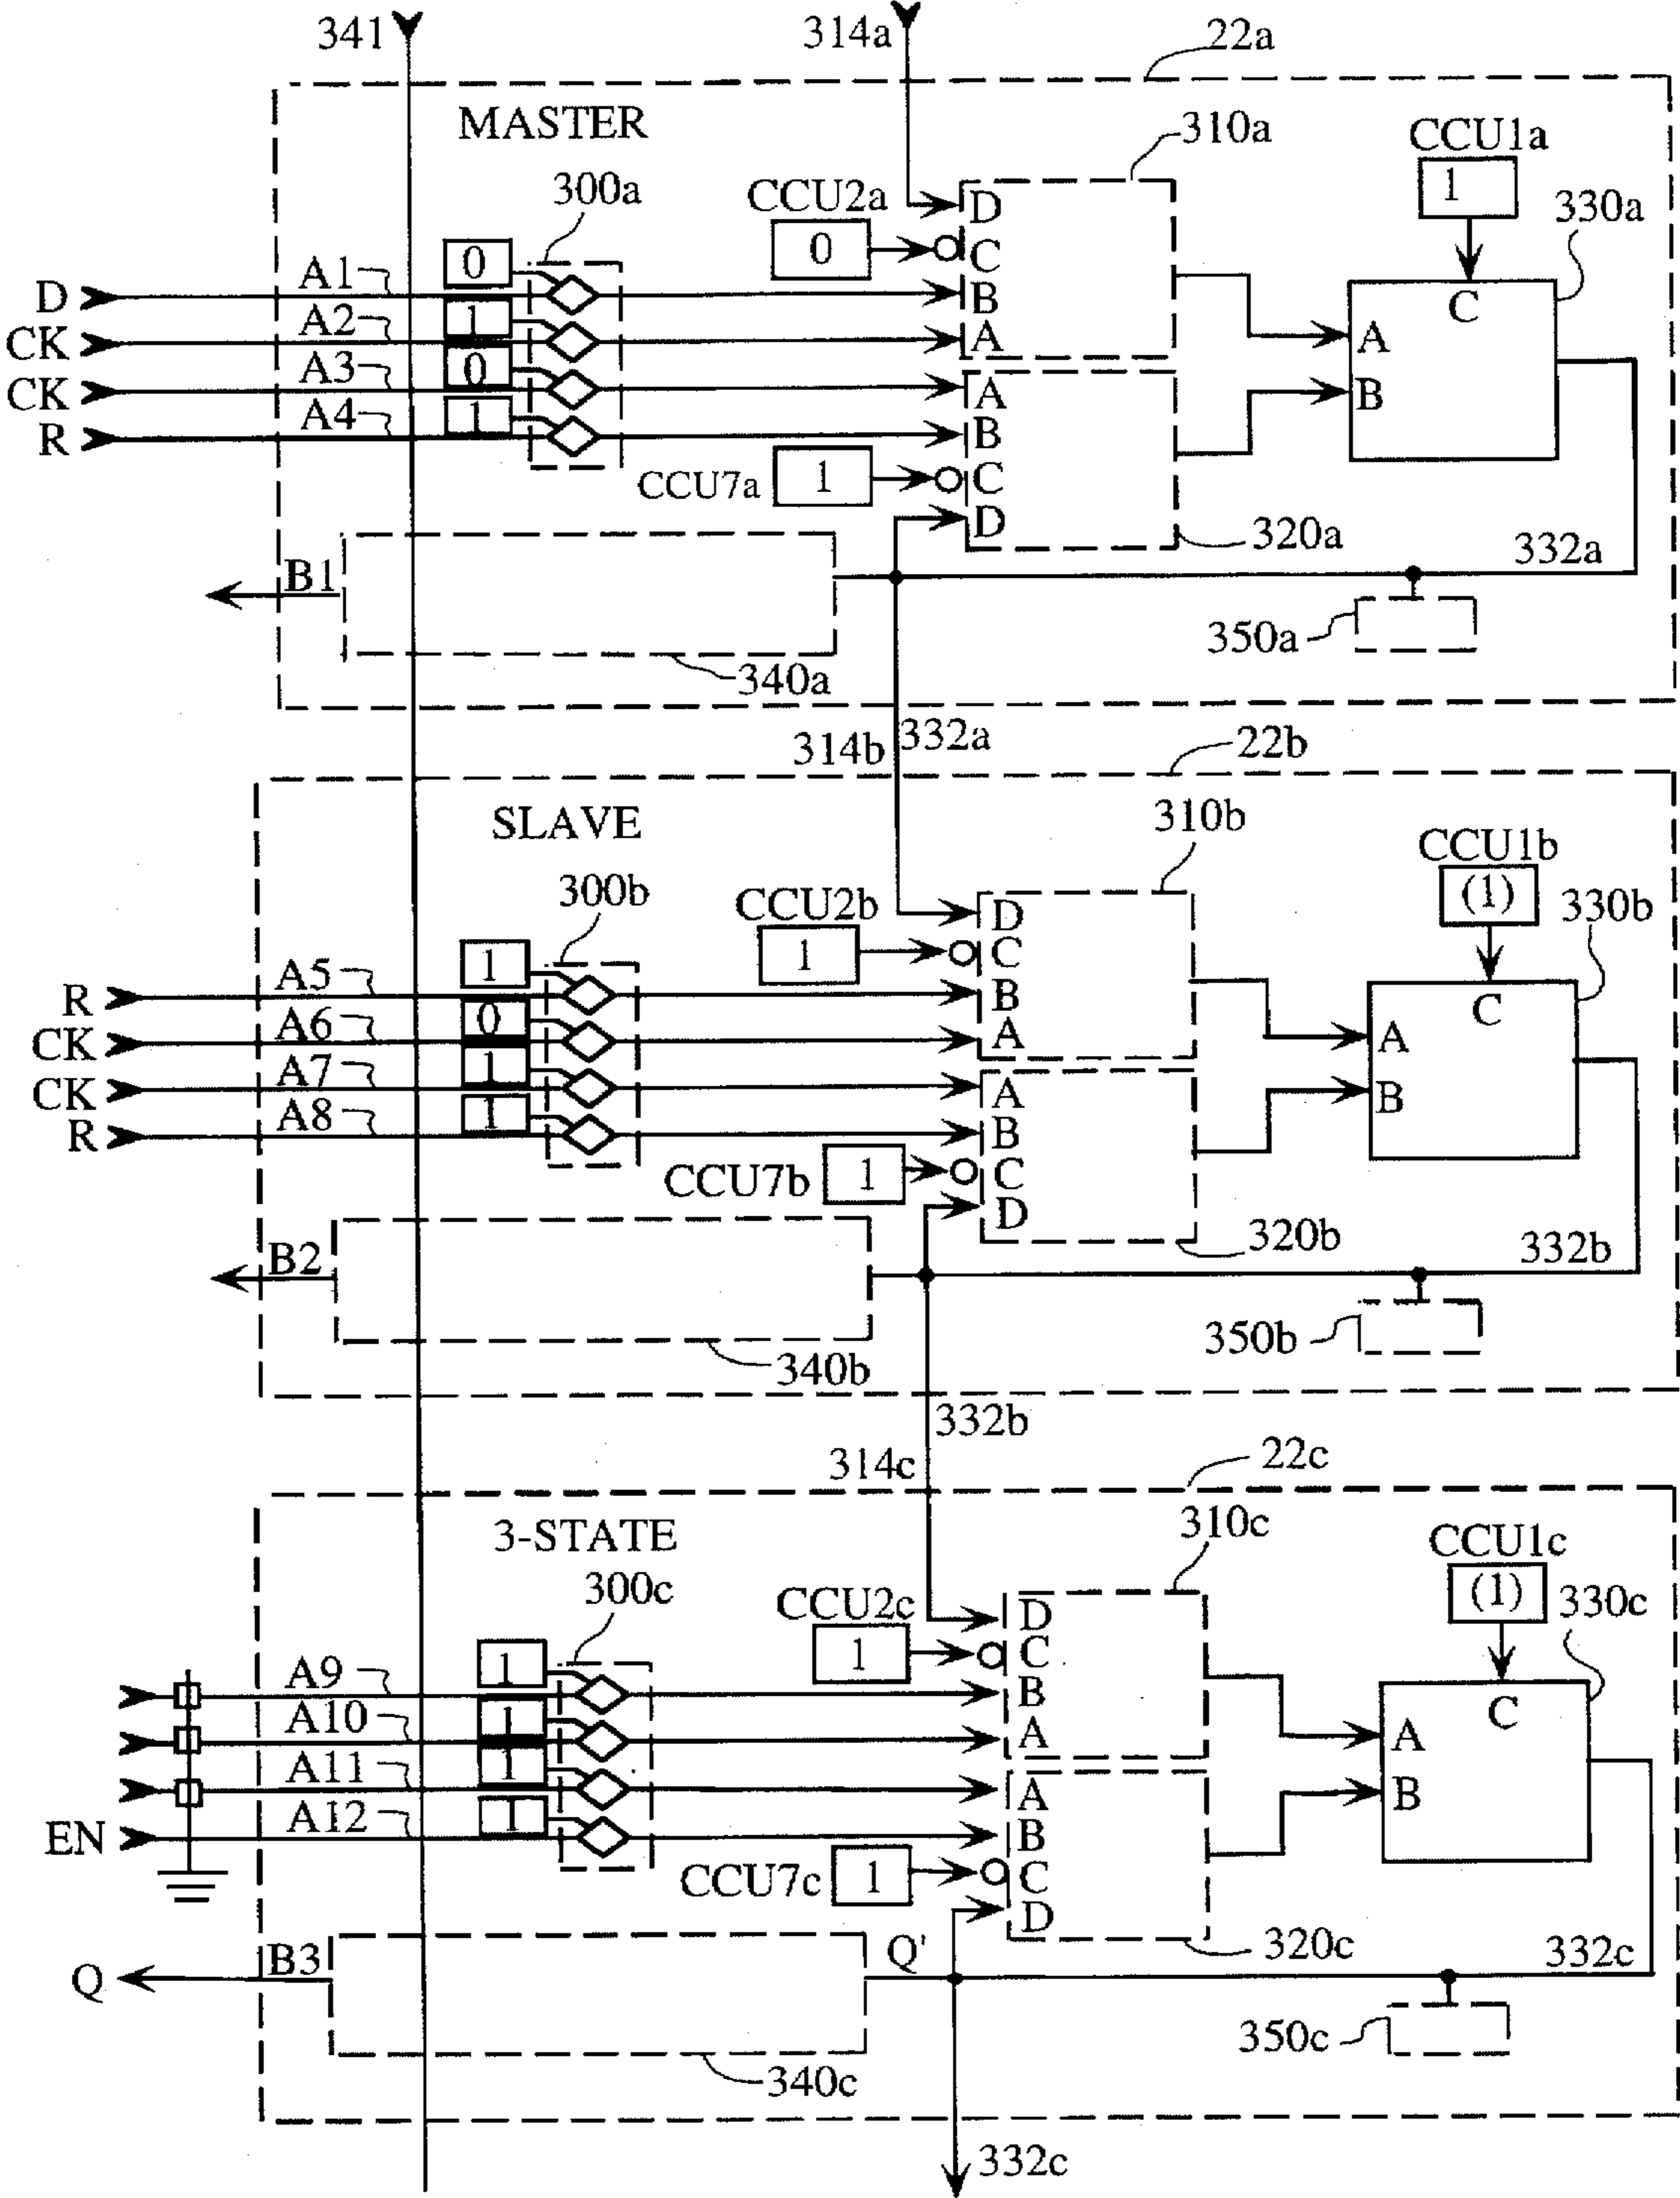 341
314a
22a
MASTER
310a
CCU1a
1
300a
CCU2a
0
330a
D
C
B
A
C
A
B
D A1 0
CK A2 1
CK A3 0
R A4 1
A
B
C
D
CCU7a
1
320a
332a
B1
350a
340a
314b
332a
22b
SLAVE
310b
CCU1b
(1)
300b
CCU2b
1
330b
D
C
B
A
C
A
B
R A5 1
CK A6 0
CK A7 1
R A8 1
A
B
C
D
CCU7b
1
320b
332b
B2
350b
340b
332b
314c
22c
3-STATE
310c
CCU1c
(1)
300c
CCU2c
1
330c
D
C
B
A
C
A
B
A9 1
A10 1
A11 1
EN A12 1
A
B
C
D
CCU7c
1
320c
332c
Q B3
Q'
350c
340c
332c